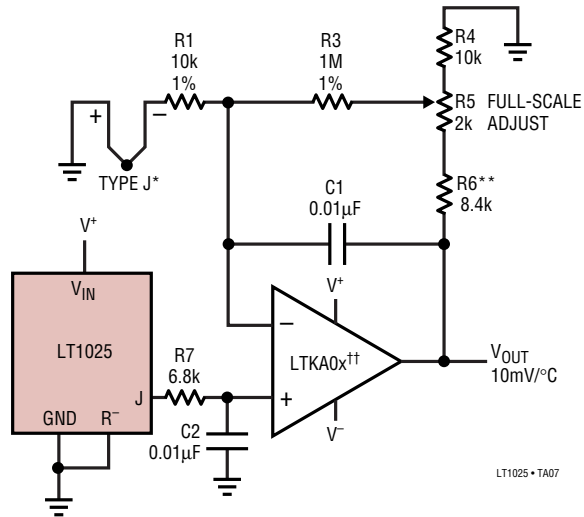 R1
10k
1%
R3
1M
1%
R4
10k
R5 FULL-SCALE
2k ADJUST
+
−
TYPE J*
R6**
8.4k
C1
0.01µF
V+
VIN
LT1025
J
GND R−
R7
6.8k
C2
0.01µF
V+
−
LTKA0x††
+
V−
VOUT
10mV/°C
LT1025 • TA07